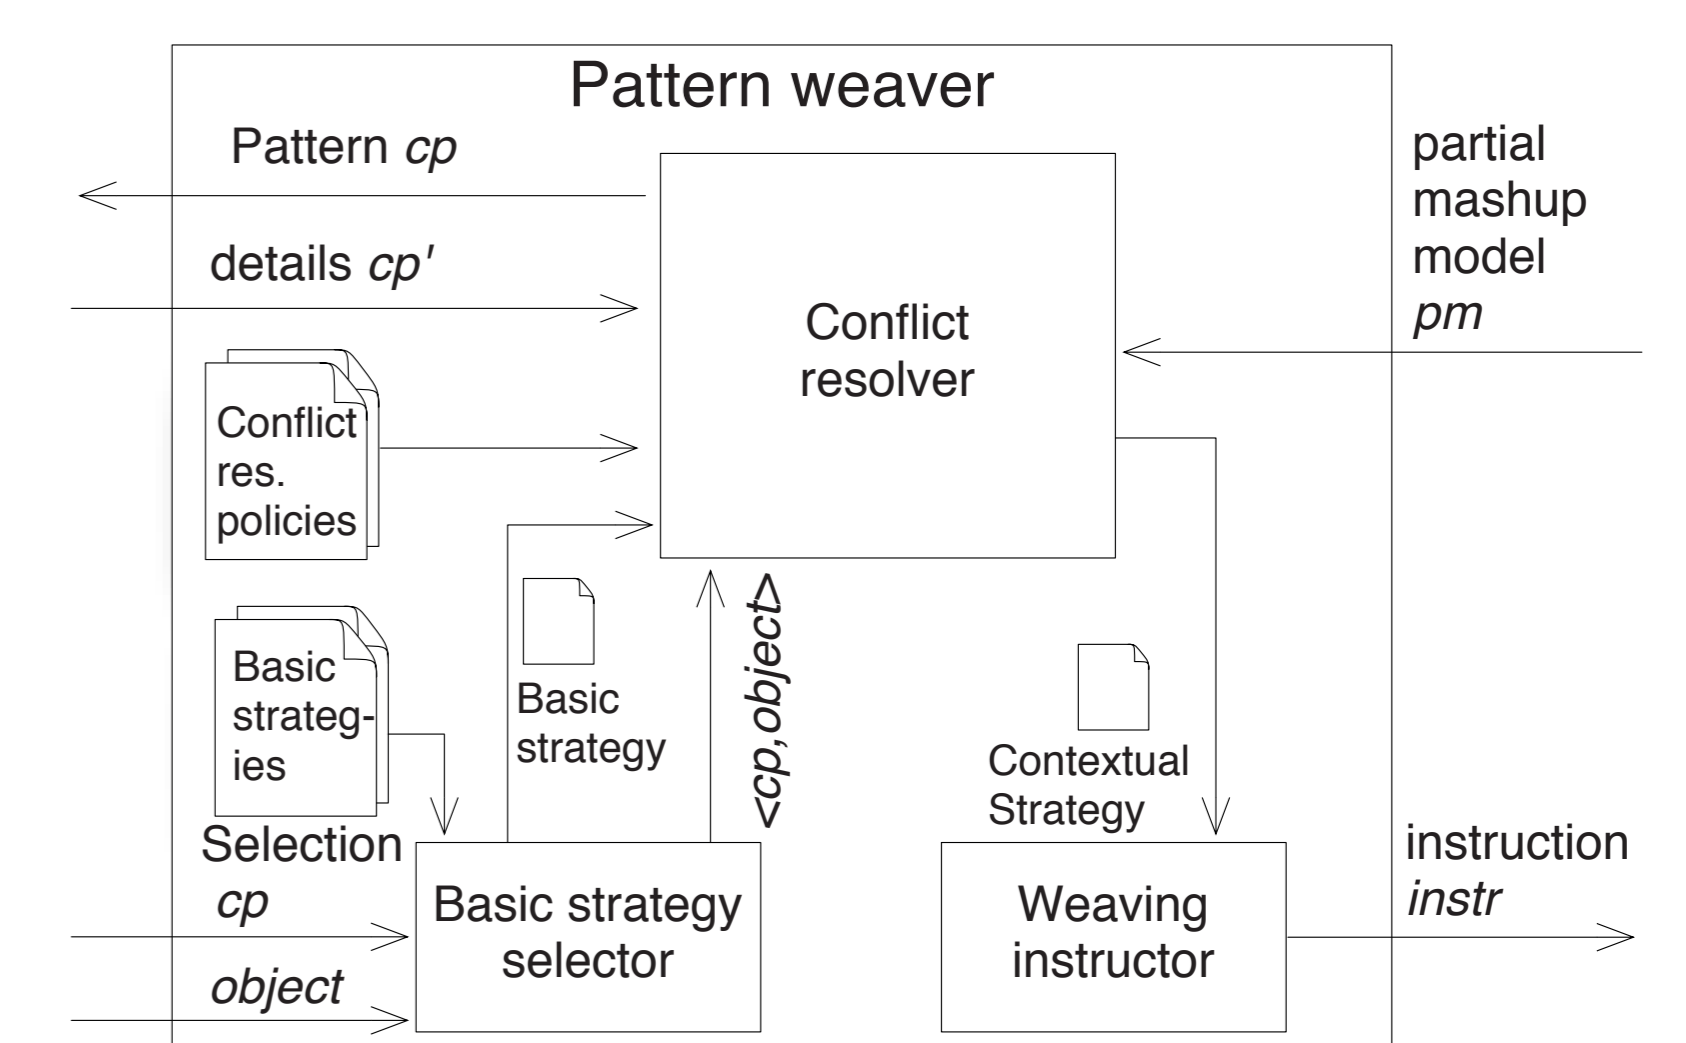 Pattern weaver
Pattern cp
details cp'
Conflict
res.
policies
Conflict
resolver
partial
mashup
model
pm
Basic
strateg-
ies
Basic
strategy
<cp,object>
Contextual
Strategy
Selection
cp
object
Basic strategy
selector
Weaving
instructor
instruction
instr